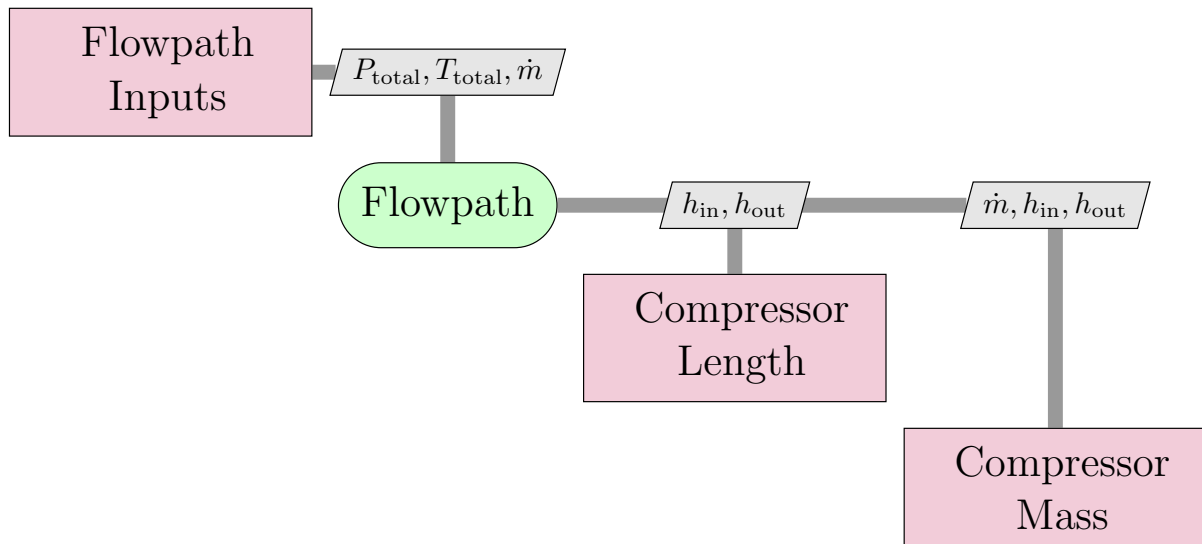 Flowpath
Inputs
P_total, T_total, ṁ
Flowpath
h_in, h_out
ṁ, h_in, h_out
Compressor
Length
Compressor
Mass